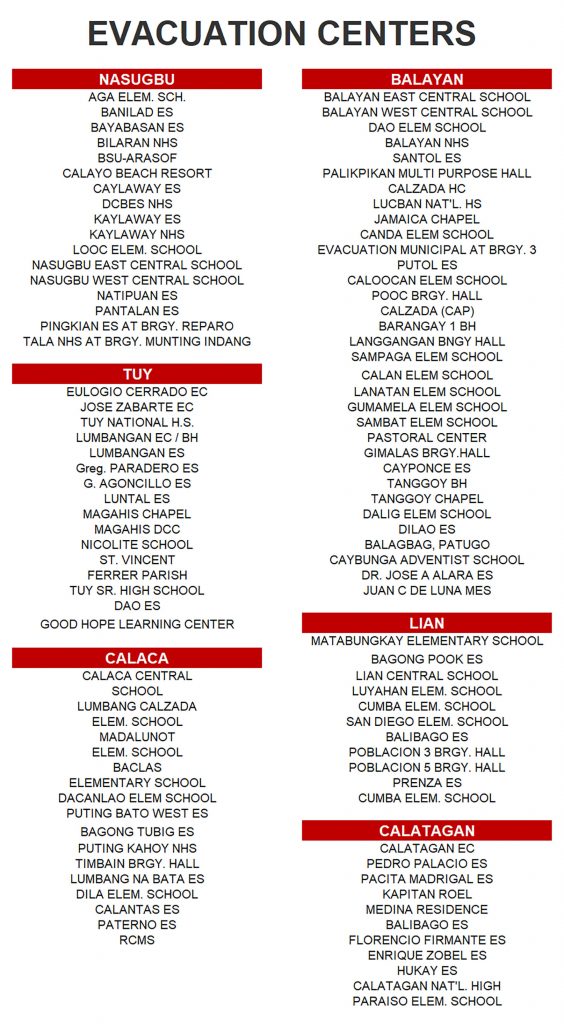 EVACUATION CENTERS
NASUGBU
AGA ELEM. SCH.
BANILAD ES
BAYABASAN ES
BILARAN NHS
BSU-ARASOF
CALAYO BEACH RESORT
CAYLAWAY ES
DCBES NHS
KAYLAWAY ES
KAYLAWAY NHS
LOOC ELEM. SCHOOL
NASUGBU EAST CENTRAL SCHOOL
NASUGBU WEST CENTRAL SCHOOL
NATIPUAN ES
PANTALAN ES
PINGKIAN ES AT BRGY. REPARO
TALA NHS AT BRGY. MUNTING INDANG
TUY
EULOGIO CERRADO EC
JOSE ZABARTE EC
TUY NATIONAL H.S.
LUMBANGAN EC / BH
LUMBANGAN ES
Greg. PARADERO ES
G. AGONCILLO ES
LUNTAL ES
MAGAHIS CHAPEL
MAGAHIS DCC
NICOLITE SCHOOL
ST. VINCENT
FERRER PARISH
TUY SR. HIGH SCHOOL
DAO ES
GOOD HOPE LEARNING CENTER
CALACA
CALACA CENTRAL
SCHOOL
LUMBANG CALZADA
ELEM. SCHOOL
MADALUNOT
ELEM. SCHOOL
BACLAS
ELEMENTARY SCHOOL
DACANLAO ELEM SCHOOL
PUTING BATO WEST ES
BAGONG TUBIG ES
PUTING KAHOY NHS
TIMBAIN BRGY. HALL
LUMBANG NA BATA ES
DILA ELEM. SCHOOL
CALANTAS ES
PATERNO ES
RCMS
BALAYAN
BALAYAN EAST CENTRAL SCHOOL
BALAYAN WEST CENTRAL SCHOOL
DAO ELEM SCHOOL
BALAYAN NHS
SANTOL ES
PALIKPIKAN MULTI PURPOSE HALL
CALZADA HC
LUCBAN NAT'L. HS
JAMAICA CHAPEL
CANDA ELEM SCHOOL
EVACUATION MUNICIPAL AT BRGY. 3
PUTOL ES
CALOOCAN ELEM SCHOOL
POOC BRGY. HALL
CALZADA (CAP)
BARANGAY 1 BH
LANGGANGAN BNGY HALL
SAMPAGA ELEM SCHOOL
CALAN ELEM SCHOOL
LANATAN ELEM SCHOOL
GUMAMELA ELEM SCHOOL
SAMBAT ELEM SCHOOL
PASTORAL CENTER
GIMALAS BRGY.HALL
CAYPONCE ES
TANGGOY BH
TANGGOY CHAPEL
DALIG ELEM SCHOOL
DILAO ES
BALAGBAG, PATUGO
CAYBUNGA ADVENTIST SCHOOL
DR. JOSE A ALARA ES
JUAN C DE LUNA MES
LIAN
MATABUNGKAY ELEMENTARY SCHOOL
BAGONG POOK ES
LIAN CENTRAL SCHOOL
LUYAHAN ELEM. SCHOOL
CUMBA ELEM. SCHOOL
SAN DIEGO ELEM. SCHOOL
BALIBAGO ES
POBLACION 3 BRGY. HALL
POBLACION 5 BRGY. HALL
PRENZA ES
CUMBA ELEM. SCHOOL
CALATAGAN
CALATAGAN EC
PEDRO PALACIO ES
PACITA MADRIGAL ES
KAPITAN ROEL
MEDINA RESIDENCE
BALIBAGO ES
FLORENCIO FIRMANTE ES
ENRIQUE ZOBEL ES
HUKAY ES
CALATAGAN NAT'L. HIGH
PARAISO ELEM. SCHOOL